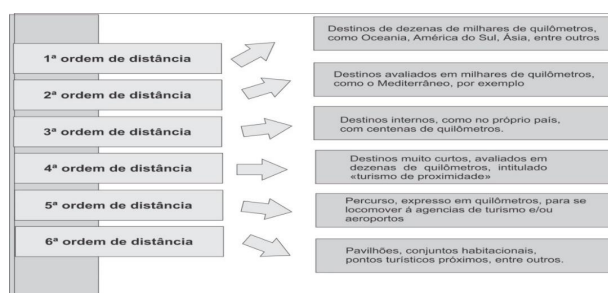 1ª ordem de distância
Destinos de dezenas de milhares de quilômetros,
como Oceania, América do Sul, Ásia, entre outros
2ª ordem de distância
Destinos avaliados em milhares de quilômetros,
como o Mediterrâneo, por exemplo
3ª ordem de distância
Destinos internos, como no próprio país,
com centenas de quilômetros.
4ª ordem de distância
Destinos muito curtos, avaliados em
dezenas de quilômetros, intitulado
«turismo de proximidade»
5ª ordem de distância
Percurso, expresso em quilômetros, para se
locomover à agencias de turismo e/ou
aeroportos
6ª ordem de distância
Pavilhões, conjuntos habitacionais,
pontos turísticos próximos, entre outros.